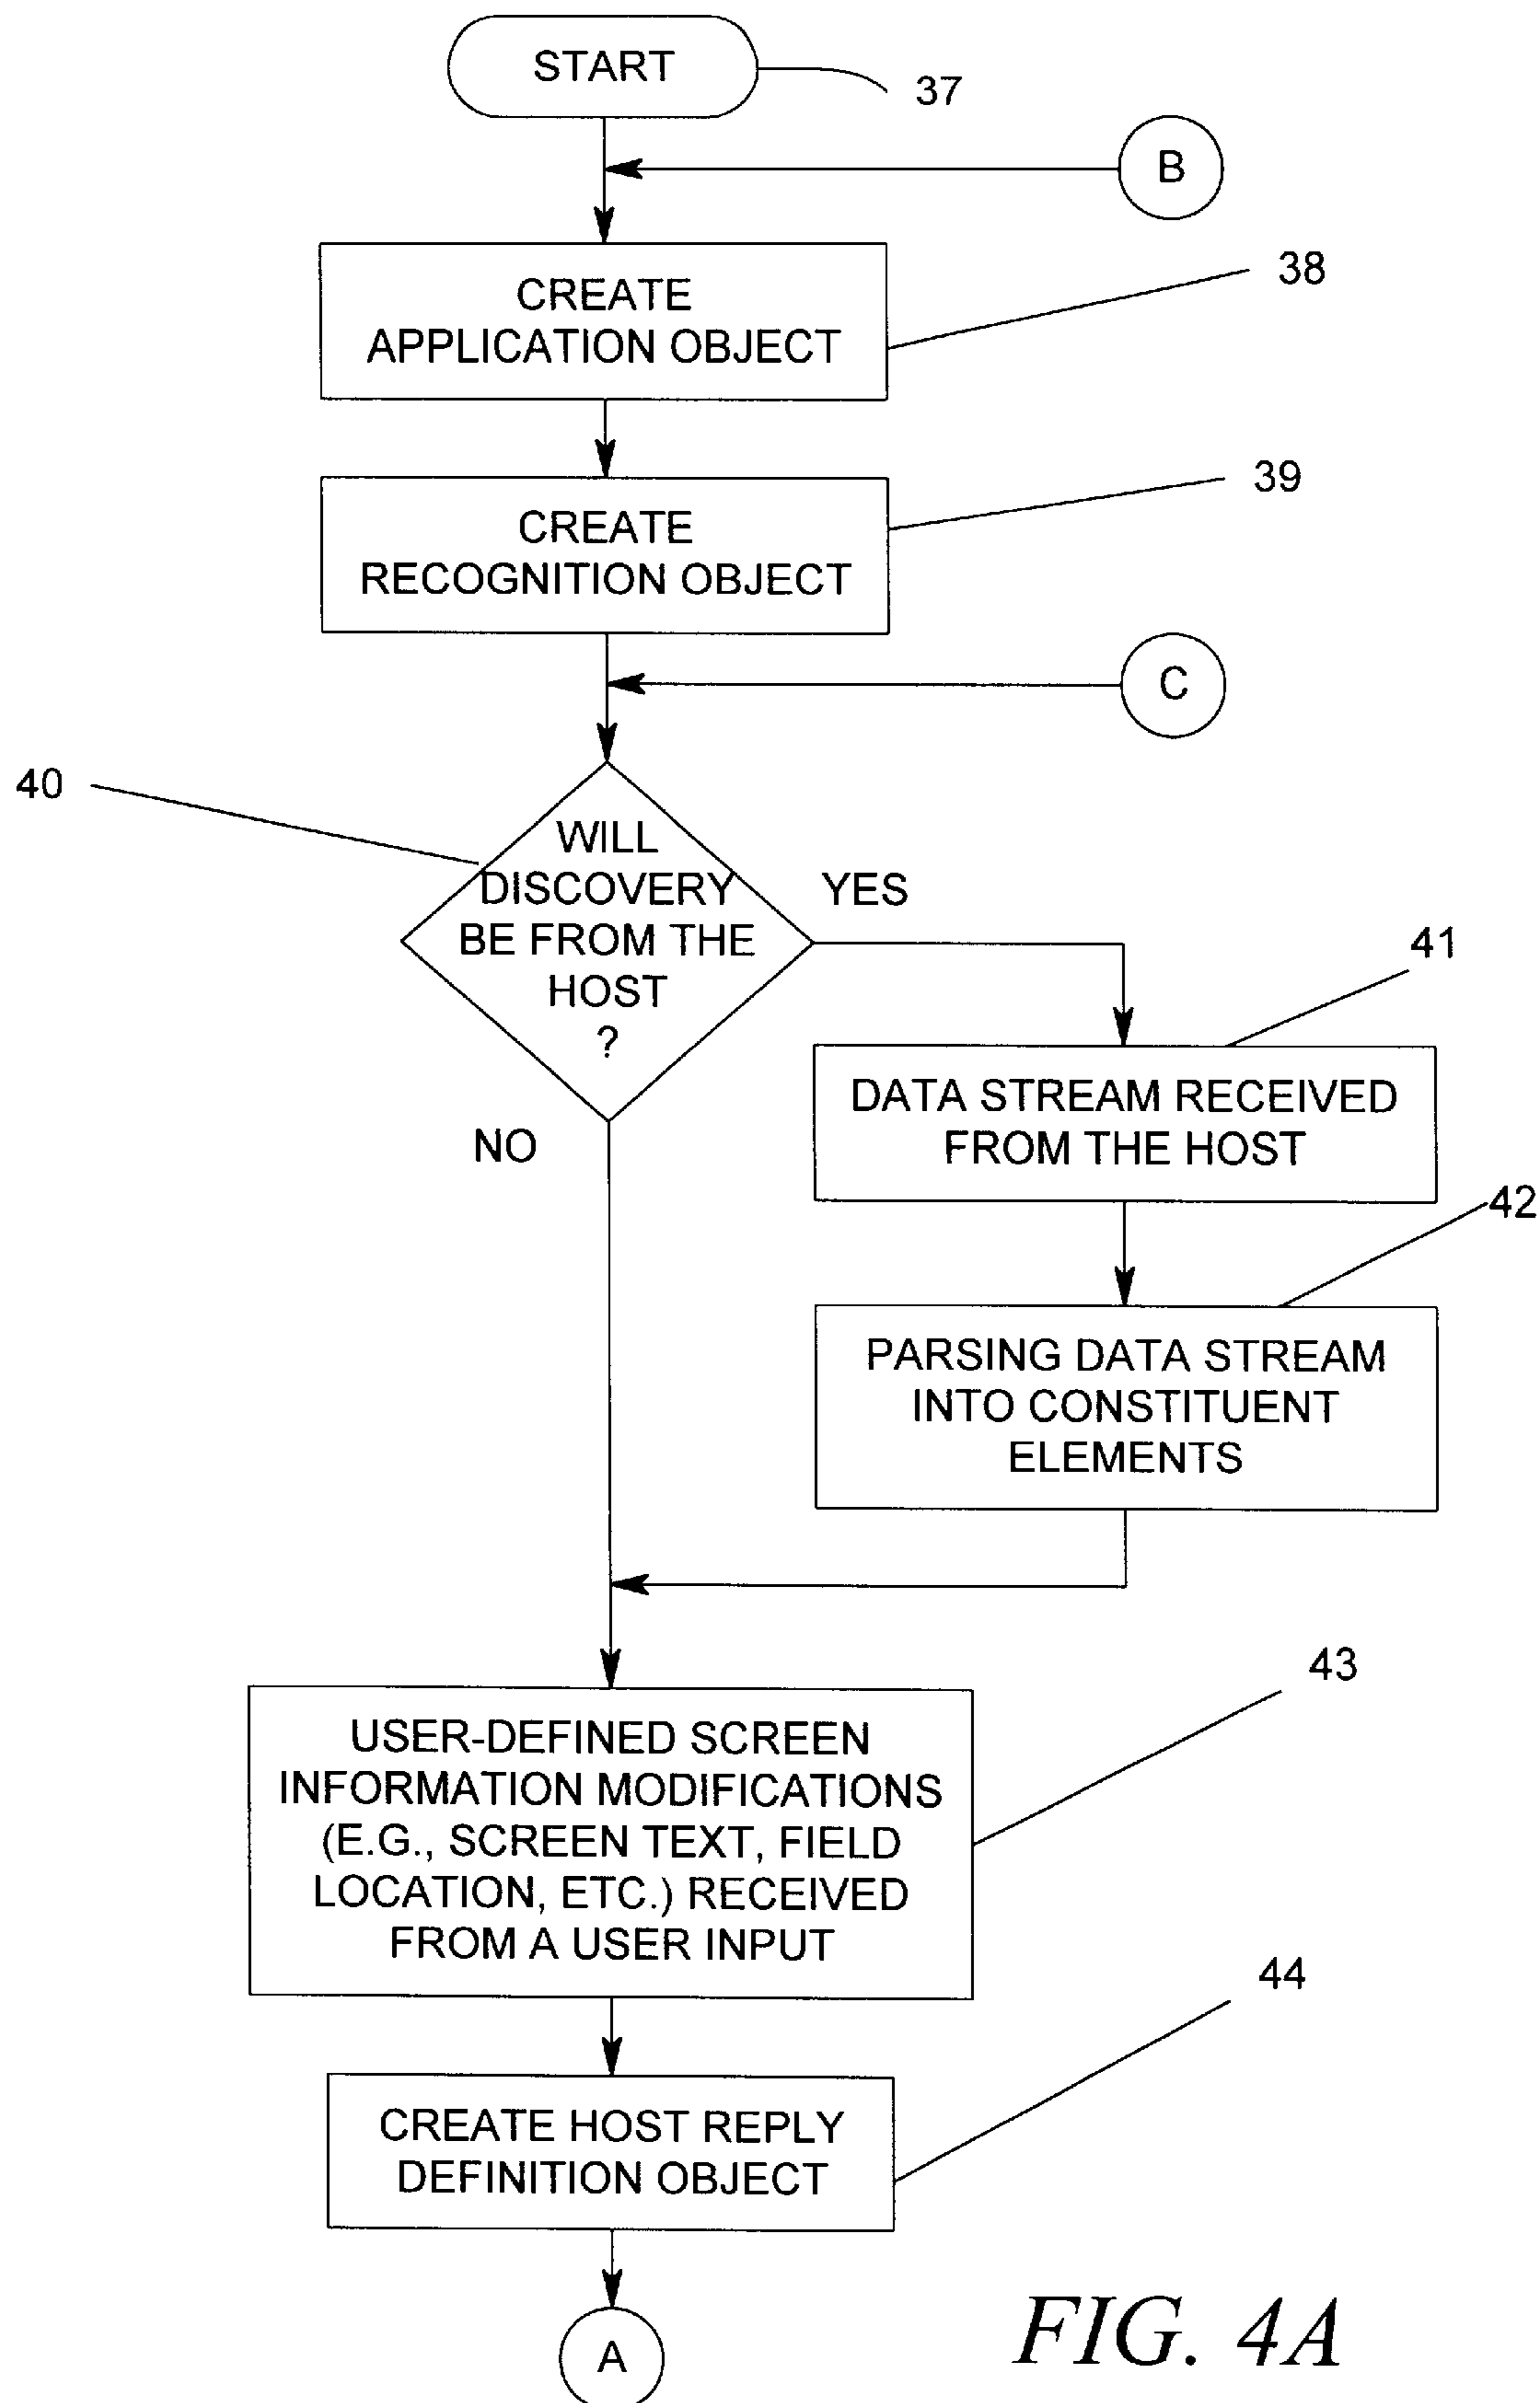 START
37
B
CREATE
APPLICATION OBJECT
38
CREATE
RECOGNITION OBJECT
39
C
40
WILL
DISCOVERY
BE FROM THE
HOST
?
YES
NO
41
DATA STREAM RECEIVED
FROM THE HOST
42
PARSING DATA STREAM
INTO CONSTITUENT
ELEMENTS
43
USER-DEFINED SCREEN
INFORMATION MODIFICATIONS
(E.G., SCREEN TEXT, FIELD
LOCATION, ETC.) RECEIVED
FROM A USER INPUT
44
CREATE HOST REPLY
DEFINITION OBJECT
A
FIG. 4A